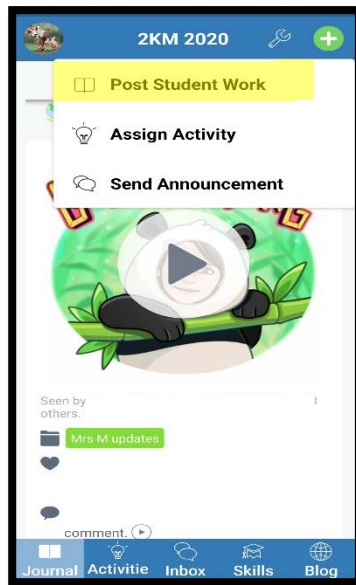 2KM 2020
Post Student Work
Assign Activity
Send Announcement
Seen by
others.
Mrs M updates
comment.
Journal Activitie Inbox Skills Blog